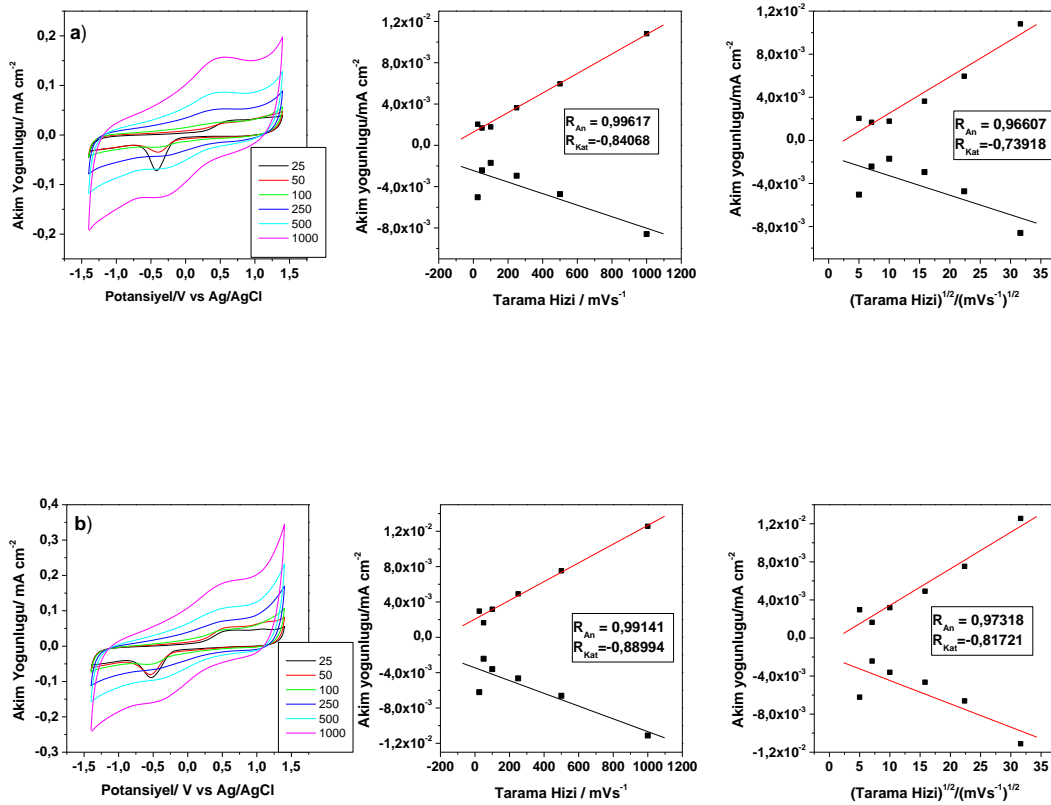 a)
0,2
0,1
0,0
-0,1
-0,2
Akim Yogunlugu/mA cm-2
-1,5 -1,0 -0,5 0,0 0,5 1,0 1,5
Potansiyel/V vs Ag/AgCl
25
50
100
250
500
1000
1,2x10-2
8,0x10-3
4,0x10-3
0,0
-4,0x10-3
-8,0x10-3
Akim yogunlugu/mA cm-2
RAn = 0,99617
RKat=-0,84068
-200 0 200 400 600 800 1000 1200
Tarama Hizi / mVs-1
1,2x10-2
8,0x10-3
4,0x10-3
0,0
-4,0x10-3
-8,0x10-3
Akim yogunlugu/mA cm-2
RAn = 0,96607
RKat=-0,73918
0 5 10 15 20 25 30 35
(Tarama Hizi)1/2/(mVs-1)1/2
b)
0,4
0,3
0,2
0,1
0,0
-0,1
-0,2
-0,3
Akim Yogunlugu/ mA cm-2
-1,5 -1,0 -0,5 0,0 0,5 1,0 1,5
Potansiyel/ V vs Ag/AgCl
25
50
100
250
500
1000
1,2x10-2
8,0x10-3
4,0x10-3
0,0
-4,0x10-3
-8,0x10-3
-1,2x10-2
Akim yogunlugu/mA cm-2
RAn = 0,99141
RKat=-0,88994
-200 0 200 400 600 800 1000 1200
Tarama Hizi / mVs-1
1,2x10-2
8,0x10-3
4,0x10-3
0,0
-4,0x10-3
-8,0x10-3
-1,2x10-2
Akim yogunlugu/mA cm-2
RAn = 0,97318
RKat=-0,81721
0 5 10 15 20 25 30 35
(Tarama Hizi)1/2/(mVs-1)1/2